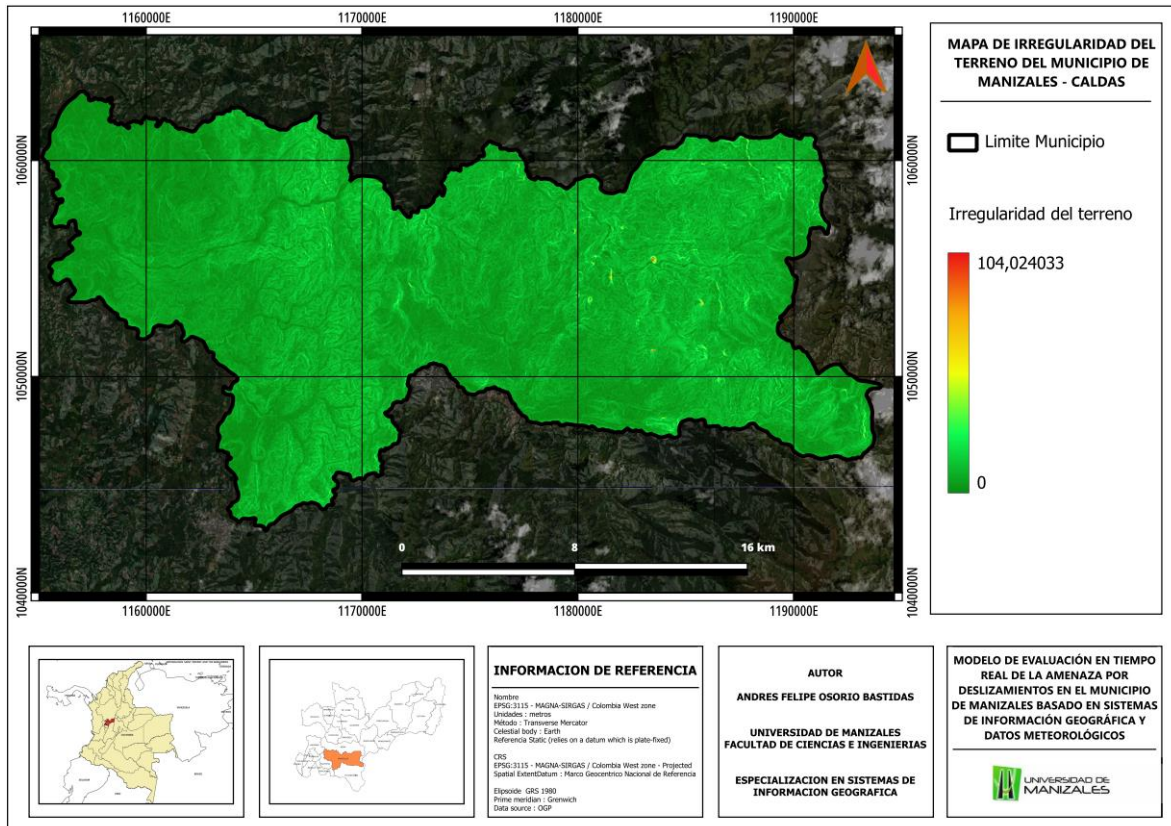 1160000E
1170000E
1180000E
1190000E
1060000N
1050000N
1040000N
1060000N
1050000N
1040000N
0
8
16 km
1160000E
1170000E
1180000E
1190000E
MAPA DE IRREGULARIDAD DEL
TERRENO DEL MUNICIPIO DE
MANIZALES - CALDAS
Limite Municipio
Irregularidad del terreno
104,024033
0
INFORMACION DE REFERENCIA
Nombre
EPSG:3115 - MAGNA-SIRGAS / Colombia West zone
Unidades : metros
Método : Transverse Mercator
Celestial body : Earth
Referencia Static (relies on a datum which is plate-fixed)
CRS
EPSG:3115 - MAGNA-SIRGAS / Colombia West zone - Projected
Spatial ExtentDatum : Marco Geocentrico Nacional de Referencia
Elipsoide GRS 1980
Prime meridian : Grenwich
Data source : OGP
AUTOR
ANDRES FELIPE OSORIO BASTIDAS
UNIVERSIDAD DE MANIZALES
FACULTAD DE CIENCIAS E INGENIERIAS
ESPECIALIZACION EN SISTEMAS DE
INFORMACION GEOGRAFICA
MODELO DE EVALUACIÓN EN TIEMPO
REAL DE LA AMENAZA POR
DESLIZAMIENTOS EN EL MUNICIPIO
DE MANIZALES BASADO EN SISTEMAS
DE INFORMACIÓN GEOGRÁFICA Y
DATOS METEOROLÓGICOS
UNIVERSIDAD DE
MANIZALES